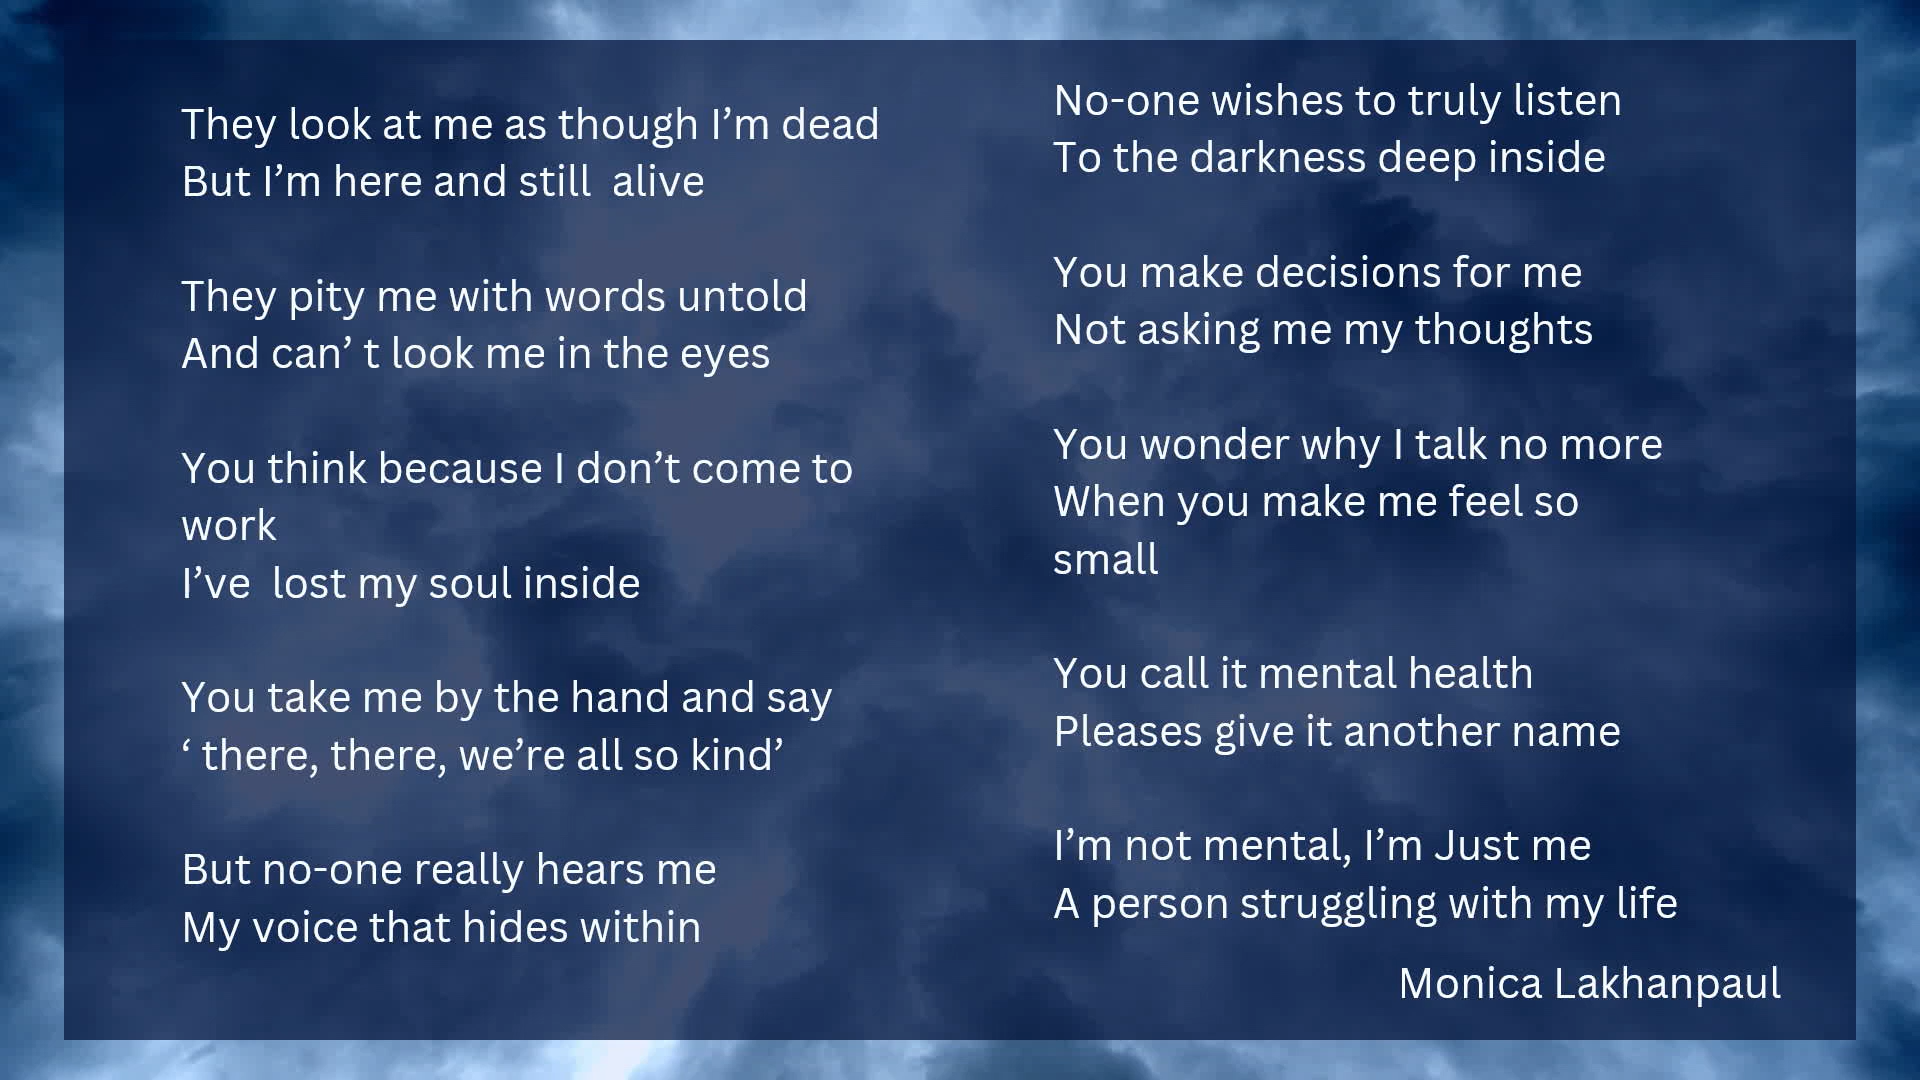 They look at me as though I’m dead
But I’m here and still  alive
They pity me with words untold
And can’ t look me in the eyes
You think because I don’t come to
work
I’ve  lost my soul inside
You take me by the hand and say
‘ there, there, we’re all so kind’
But no-one really hears me
My voice that hides within
No-one wishes to truly listen
To the darkness deep inside
You make decisions for me
Not asking me my thoughts
You wonder why I talk no more
When you make me feel so
small
You call it mental health
Pleases give it another name
I’m not mental, I’m Just me
A person struggling with my life
Monica Lakhanpaul